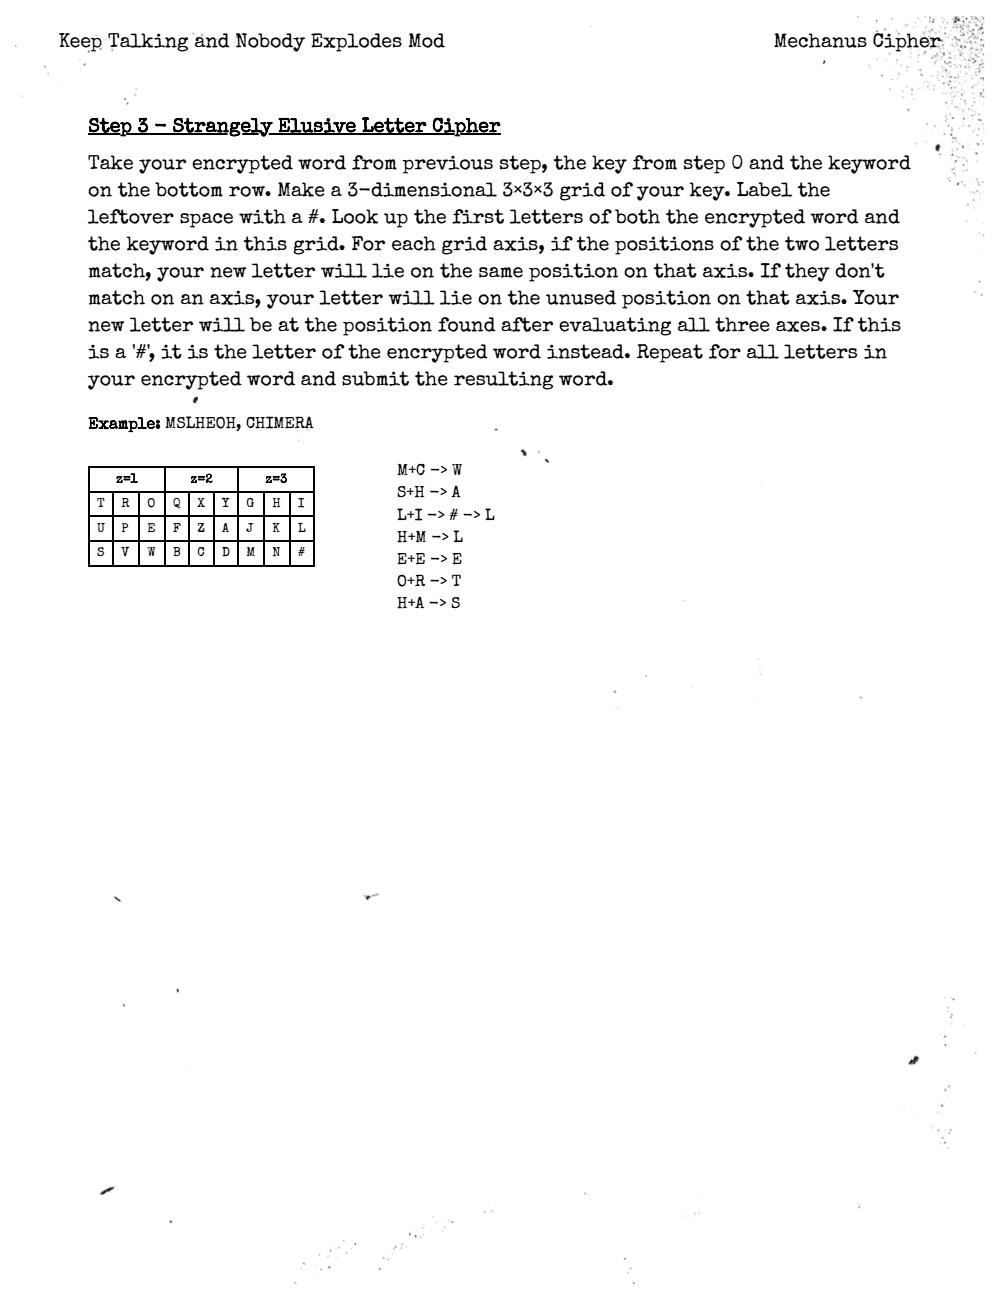 Keep Talking and Nobody Explodes Mod Mechanus Cipher
Step 3 – Strangely Elusive Letter Cipher
Take your encrypted word from previous step, the key from step 0 and the keyword
on the bottom row. Make a 3-dimensional 3×3×3 grid of your key. Label the
leftover space with a #. Look up the first letters of both the encrypted word and
the keyword in this grid. For each grid axis, if the positions of the two letters
match, your new letter will lie on the same position on that axis. If they don't
match on an axis, your letter will lie on the unused position on that axis. Your
new letter will be at the position found after evaluating all three axes. If this
is a '#', it is the letter of the encrypted word instead. Repeat for all letters in
your encrypted word and submit the resulting word.
Example: MSLHEOH, CHIMERA
z=1 z=2 z=3
T R O Q X Y G H I
U P E F Z A J K L
S V W B C D M N #
M+C –> W
S+H –> A
L+I –> # –> L
H+M –> L
E+E –> E
O+R –> T
H+A –> S